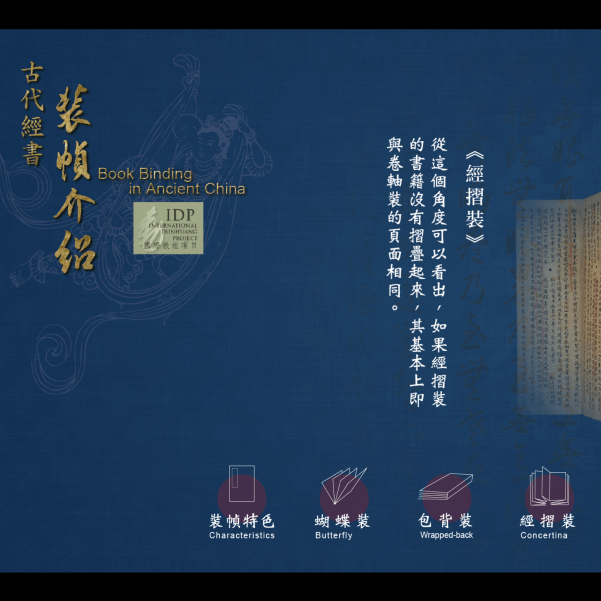 古代經書
裝幀介紹
Book Binding
in Ancient China
IDP
INTERNATIONAL
DUNHUANG
PROJECT
國際敦煌項目
《經摺裝》
從這個角度可以看出，如果經摺裝
的書籍沒有摺疊起來，其基本上即
與卷軸裝的頁面相同。
裝幀特色
Characteristics
蝴蝶裝
Butterfly
包背裝
Wrapped-back
經摺裝
Concertina